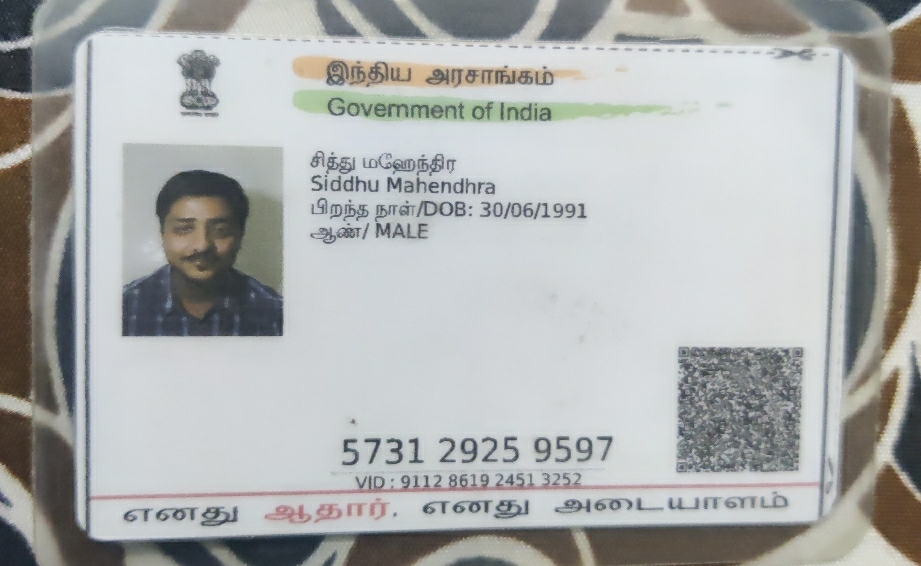 இந்திய அரசாங்கம்
Government of India
சித்து மஹேந்திர
Siddhu Mahendhra
பிறந்த நாள்/DOB: 30/06/1991
ஆண்/ MALE
5731 2925 9597
VID : 9112 8619 2451 3252
எனது ஆதார், எனது அடையாளம்